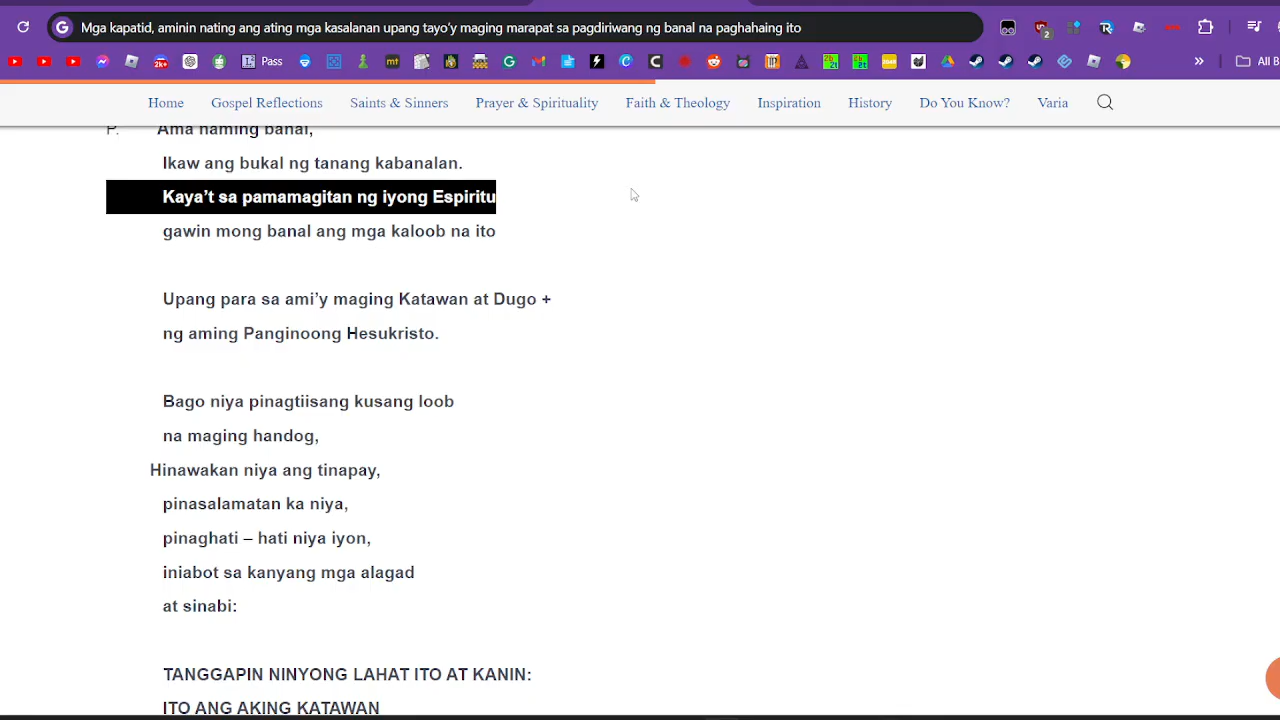 Mga kapatid, aminin nating ang ating mga kasalanan upang tayo’y maging marapat sa pagdiriwang ng banal na paghahaing ito
Pass
All B
Home Gospel Reflections Saints & Sinners Prayer & Spirituality Faith & Theology Inspiration History Do You Know? Varia
P. Ama naming banal,
Ikaw ang bukal ng tanang kabanalan.
Kaya’t sa pamamagitan ng iyong Espiritu
gawin mong banal ang mga kaloob na ito
Upang para sa ami’y maging Katawan at Dugo +
ng aming Panginoong Hesukristo.
Bago niya pinagtiisang kusang loob
na maging handog,
Hinawakan niya ang tinapay,
pinasalamatan ka niya,
pinaghati – hati niya iyon,
iniabot sa kanyang mga alagad
at sinabi:
TANGGAPIN NINYONG LAHAT ITO AT KANIN:
ITO ANG AKING KATAWAN